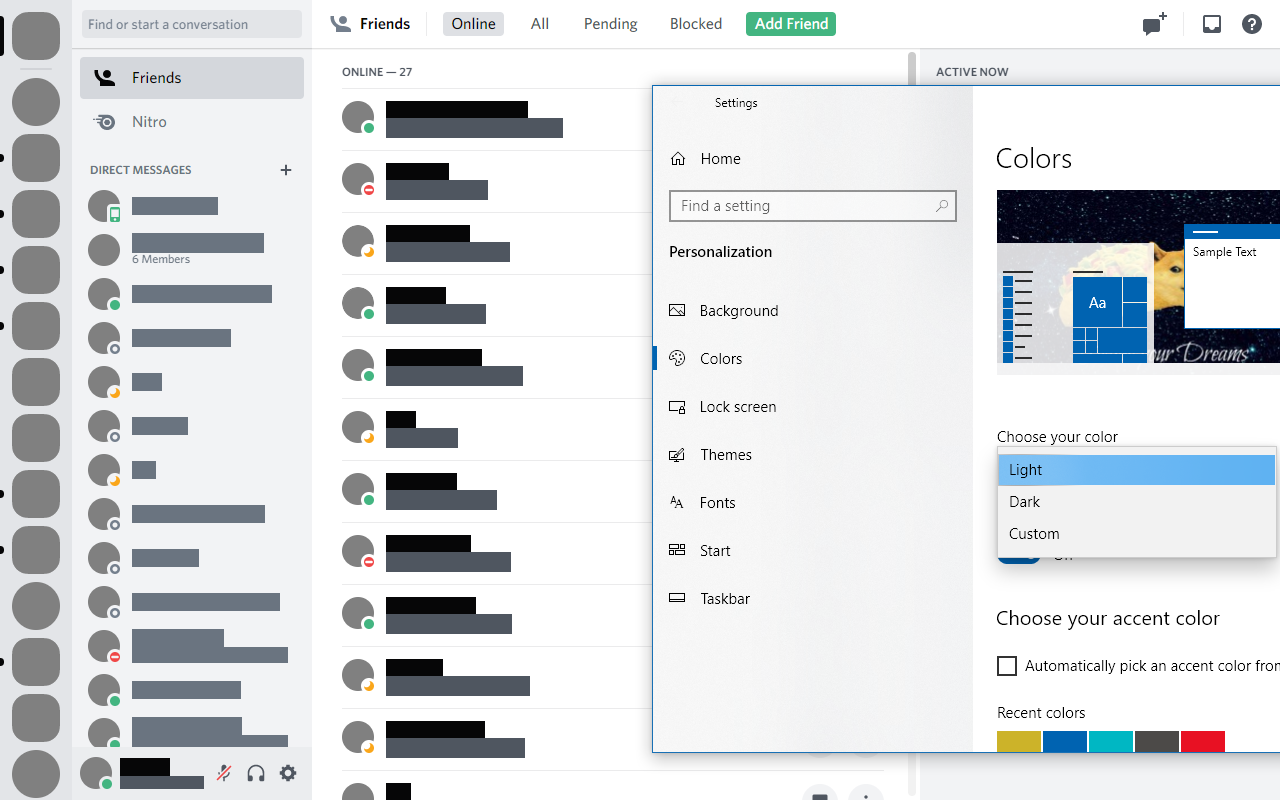 Find or start a conversation
Friends
Nitro
DIRECT MESSAGES
6 Members
Friends
Online
All
Pending
Blocked
Add Friend
ONLINE — 27
ACTIVE NOW
Settings
Home
Find a setting
Personalization
Background
Colors
Lock screen
Themes
Fonts
Start
Taskbar
Colors
Sample Text
Aa
our Dreams
Choose your color
Light
Dark
Custom
Choose your accent color
Automatically pick an accent color from
Recent colors